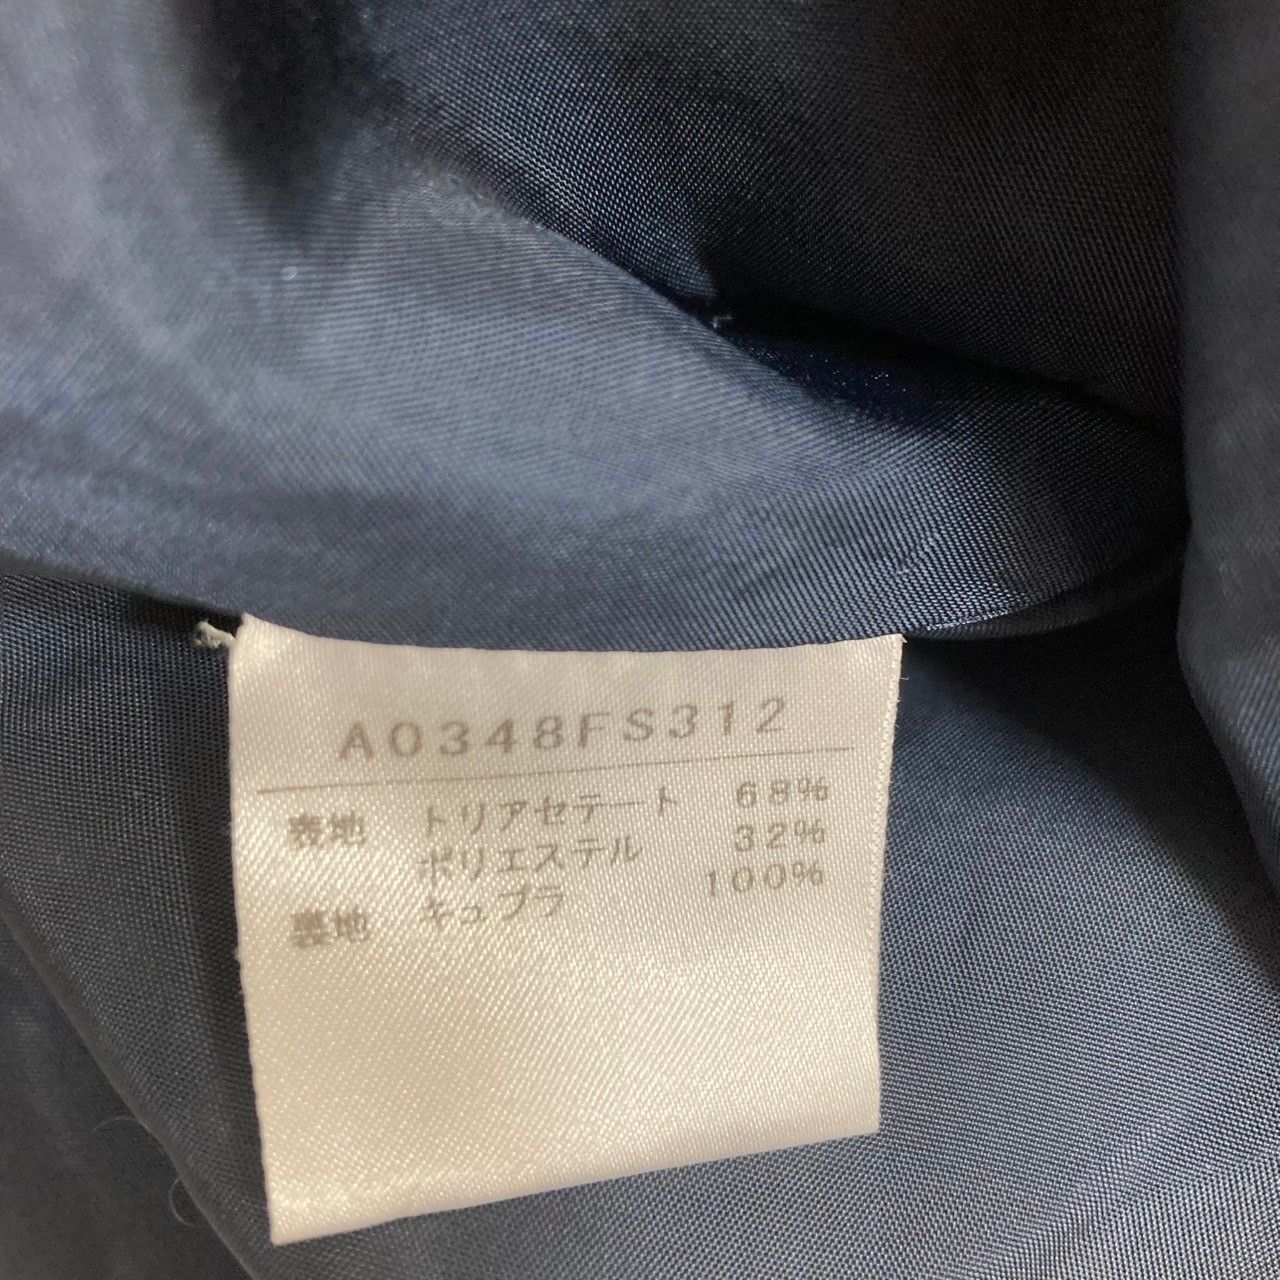 A0348FS312
表地 トリアセテート 68%
ポリエステル 32%
裏地 キュプラ 100%